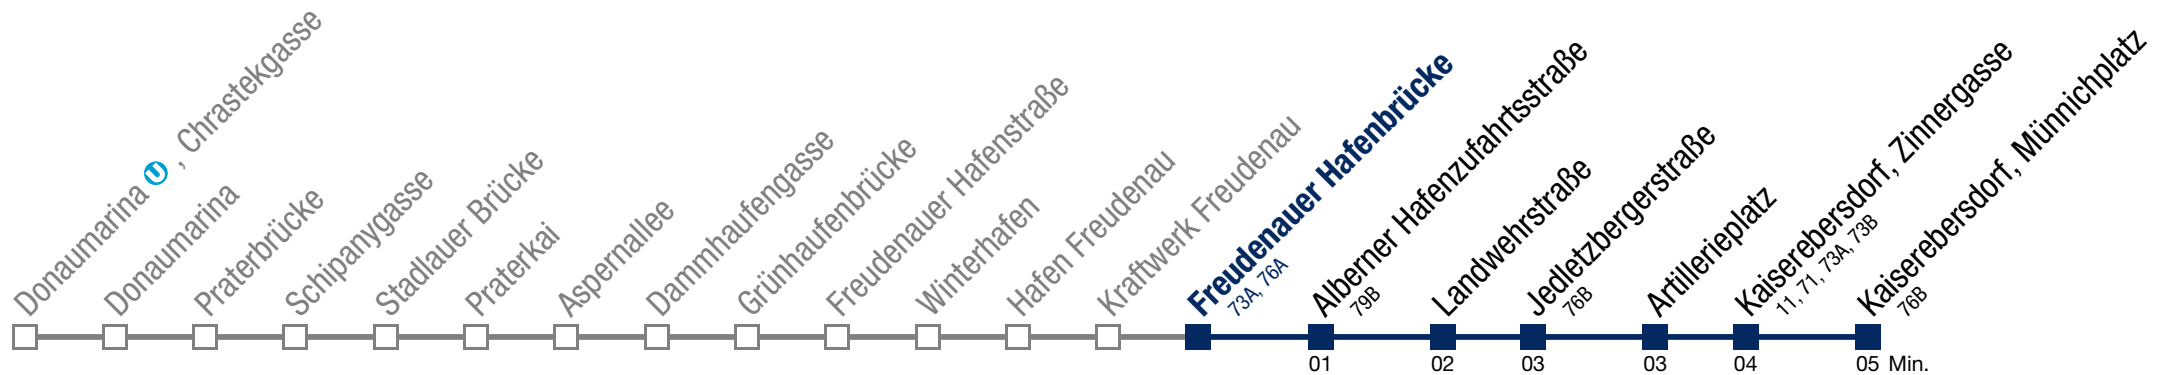 Donaumarina U, Chrastekgasse
Donaumarina
Praterbrücke
Schipanygasse
Stadlauer Brücke
Praterkai
Aspernallee
Dammhaufengasse
Grünhaufenbrücke
Freudenauer Hafenstraße
Winterhafen
Hafen Freudenau
Kraftwerk Freudenau
Freudenauer Hafenbrücke
73A, 76A
Alberner Hafenzufahrtsstraße
79B
Landwehrstraße
Jedletzbergerstraße
76B
Artillerieplatz
Kaiserebersdorf, Zinnergasse
11, 71, 73A, 73B
Kaiserebersdorf, Münnichplatz
76B
01 02 03 03 04 05 Min.